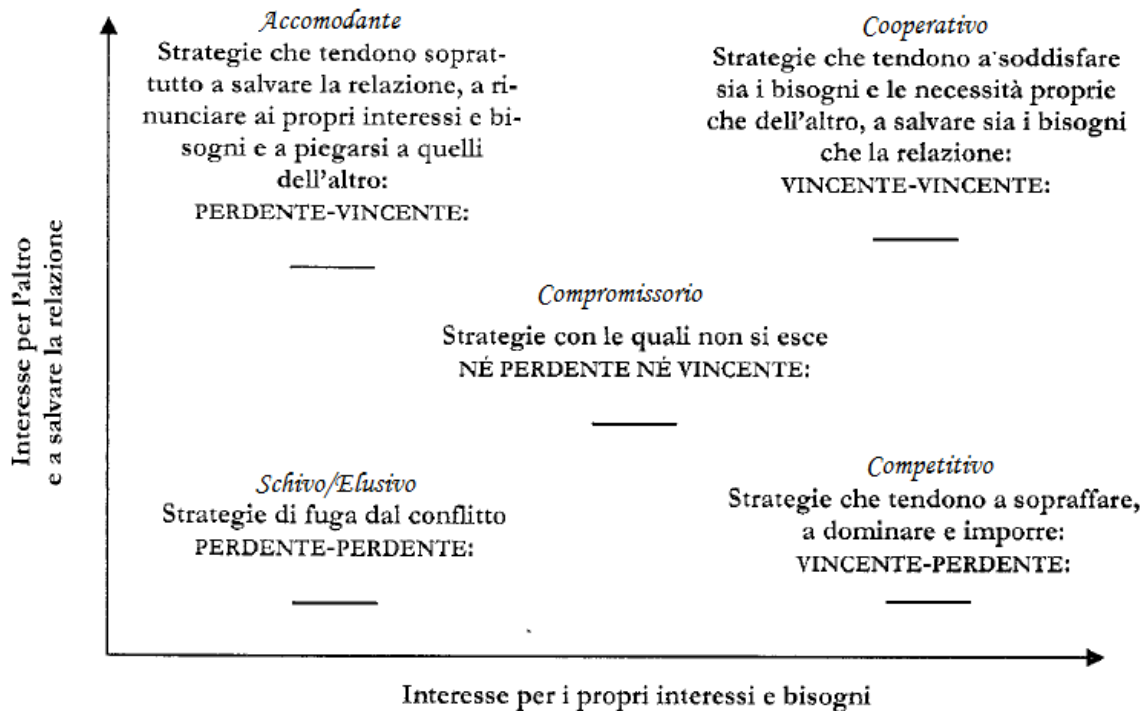 Accomodante
Strategie che tendono soprat-
tutto a salvare la relazione, a ri-
nunciare ai propri interessi e bi-
sogni e a piegarsi a quelli
dell'altro:
PERDENTE-VINCENTE:
Cooperativo
Strategie che tendono a soddisfare
sia i bisogni e le necessità proprie
che dell'altro, a salvare sia i bisogni
che la relazione:
VINCENTE-VINCENTE:
Interesse per l'altro
e a salvare la relazione
Compromissorio
Strategie con le quali non si esce
NÉ PERDENTE NÉ VINCENTE:
Schivo/Elusivo
Strategie di fuga dal conflitto
PERDENTE-PERDENTE:
Competitivo
Strategie che tendono a sopraffare,
a dominare e imporre:
VINCENTE-PERDENTE:
Interesse per i propri interessi e bisogni